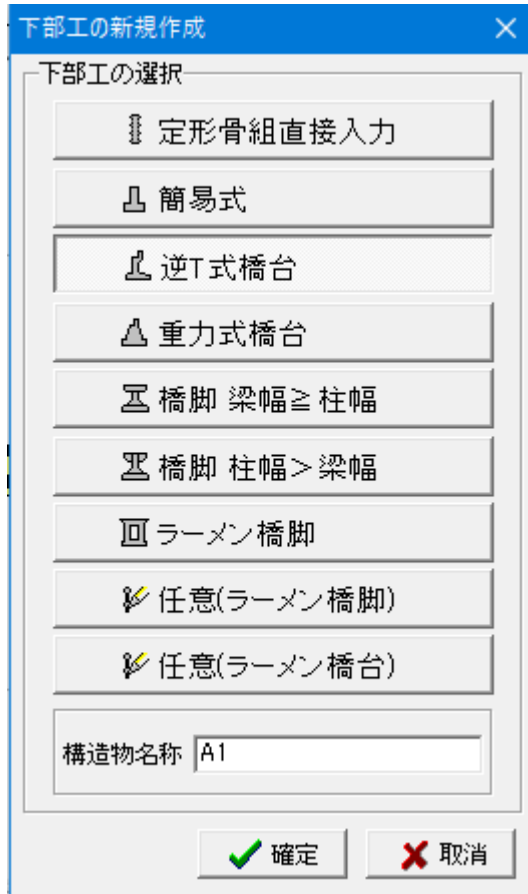 下部工の新規作成
下部工の選択
定形骨組直接入力
簡易式
逆T式橋台
重力式橋台
橋脚 梁幅≧柱幅
橋脚 柱幅＞梁幅
ラーメン橋脚
任意(ラーメン橋脚)
任意(ラーメン橋台)
構造物名称 A1
確定 取消